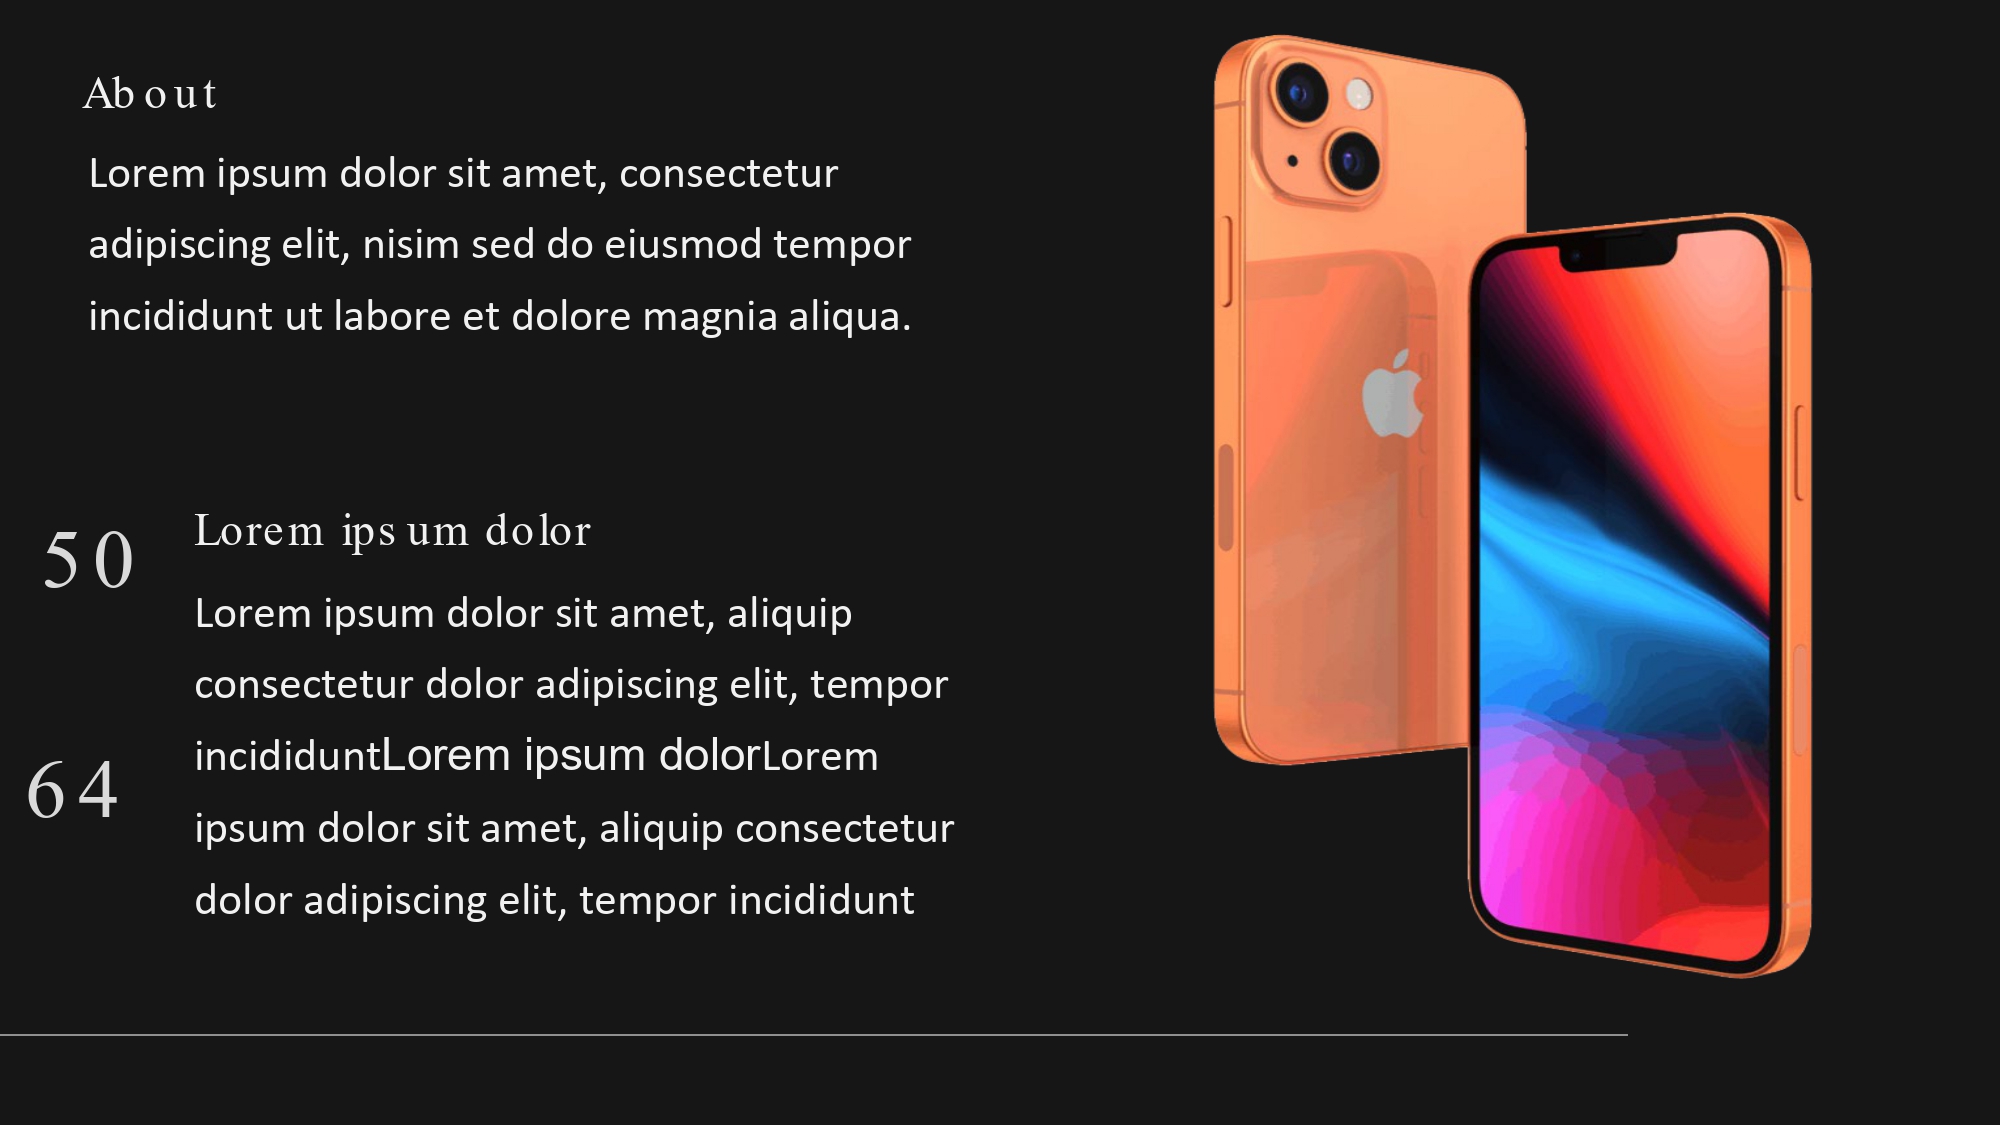 About
Lorem ipsum dolor sit amet, consectetur
adipiscing elit, nisim sed do eiusmod tempor
incididunt ut labore et dolore magnia aliqua.
50
Lorem ipsum dolor
Lorem ipsum dolor sit amet, aliquip
consectetur dolor adipiscing elit, tempor
incididuntLorem ipsum dolorLorem
64
ipsum dolor sit amet, aliquip consectetur
dolor adipiscing elit, tempor incididunt